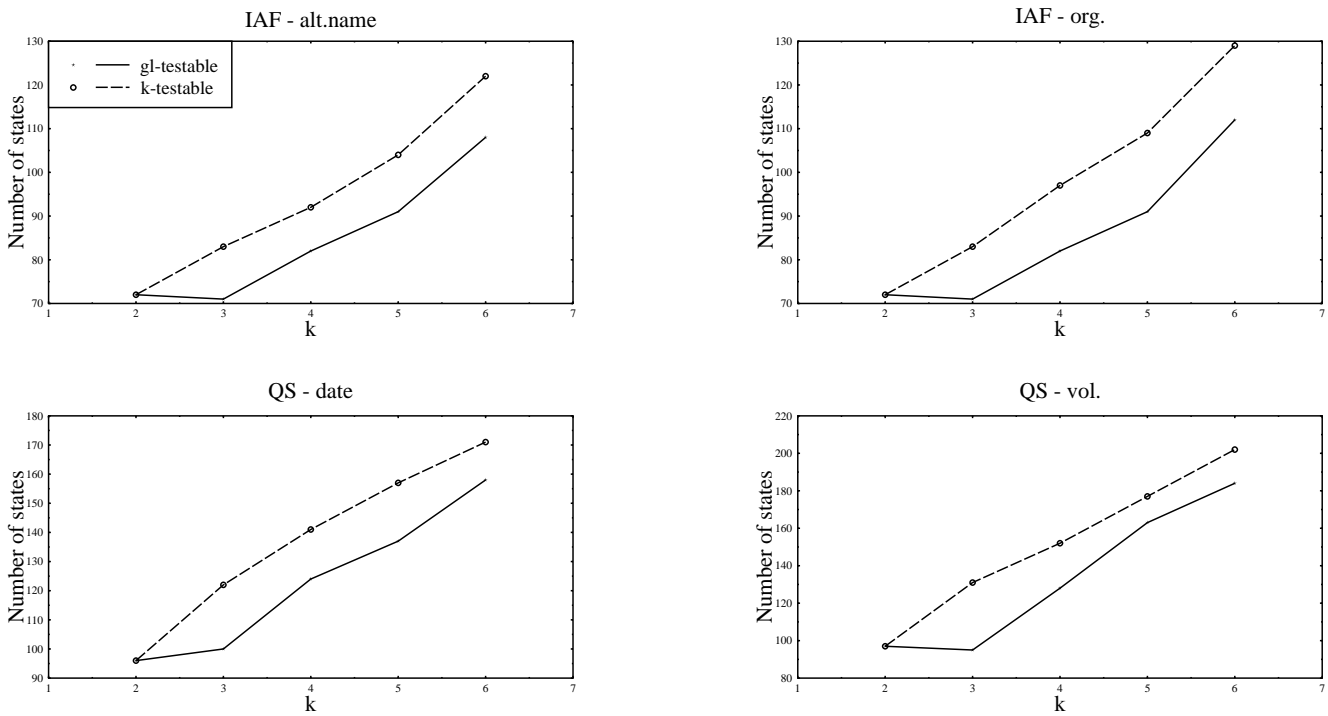 IAF - alt.name
130
120
110
100
90
80
70
Number of states
gl-testable
k-testable
1 2 3 4 5 6 7
k
IAF - org.
130
120
110
100
90
80
70
Number of states
1 2 3 4 5 6 7
k
QS - date
180
170
160
150
140
130
120
110
100
90
Number of states
1 2 3 4 5 6 7
k
QS - vol.
220
200
180
160
140
120
100
80
Number of states
1 2 3 4 5 6 7
k